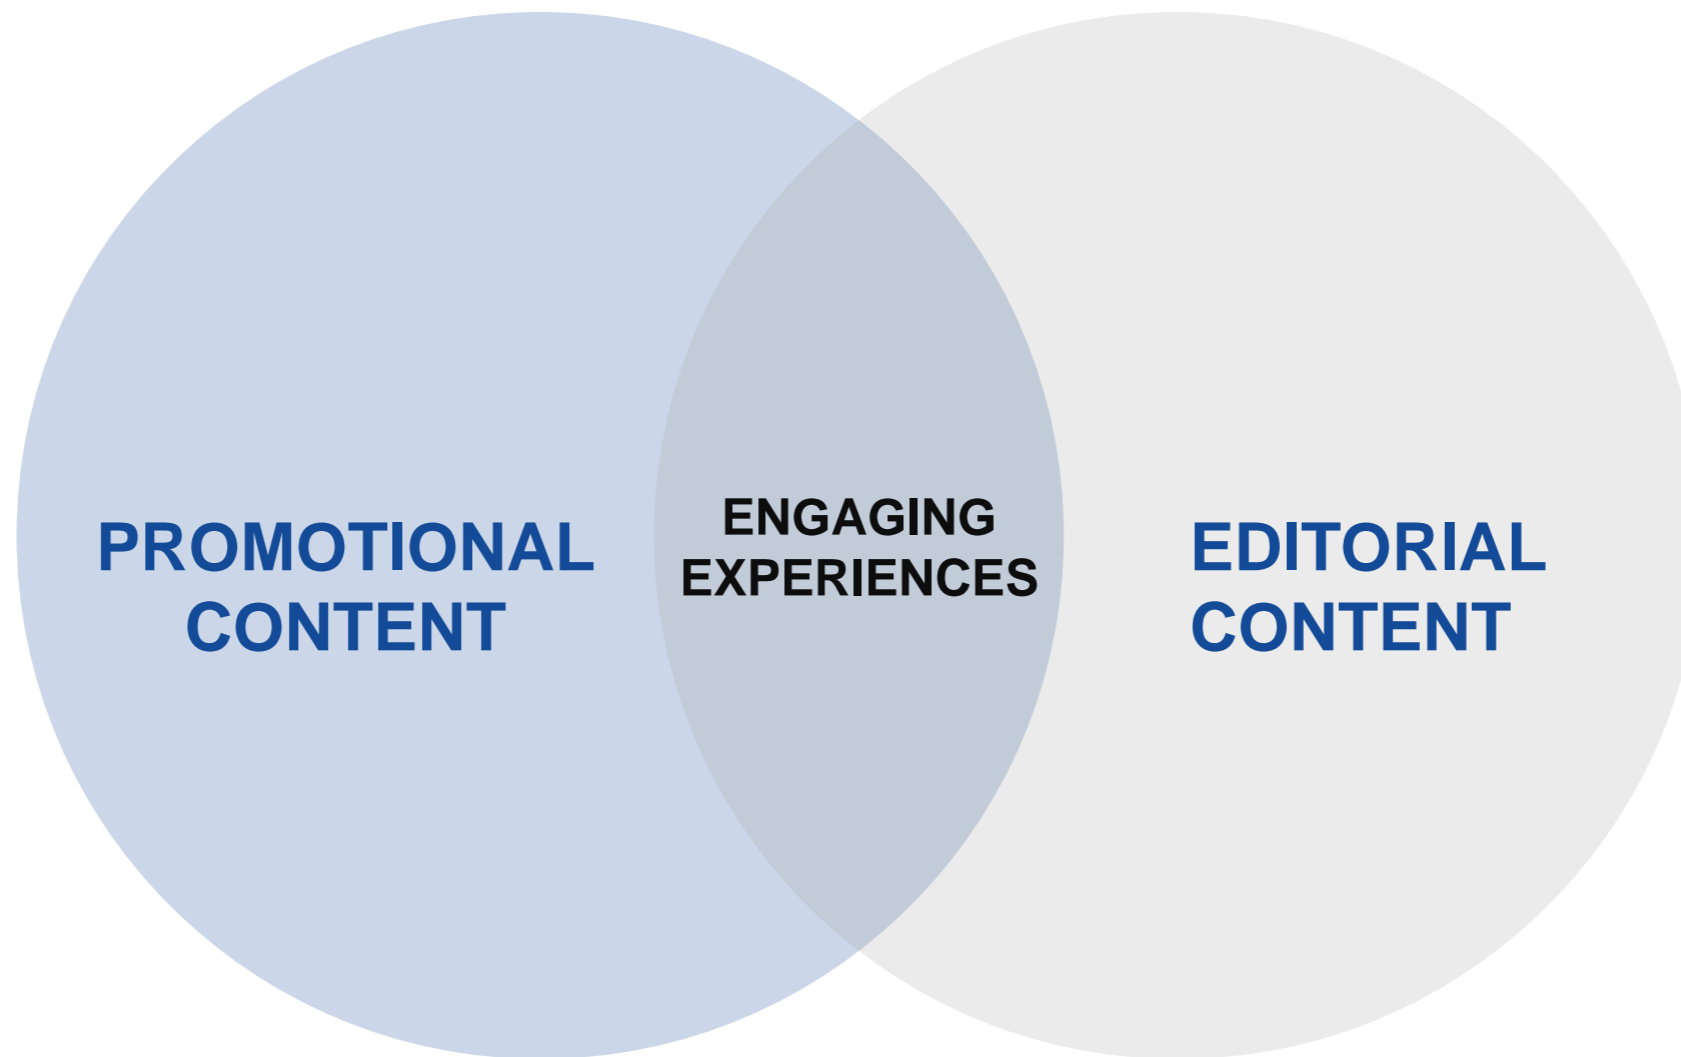 PROMOTIONAL
CONTENT
ENGAGING
EXPERIENCES
EDITORIAL
CONTENT